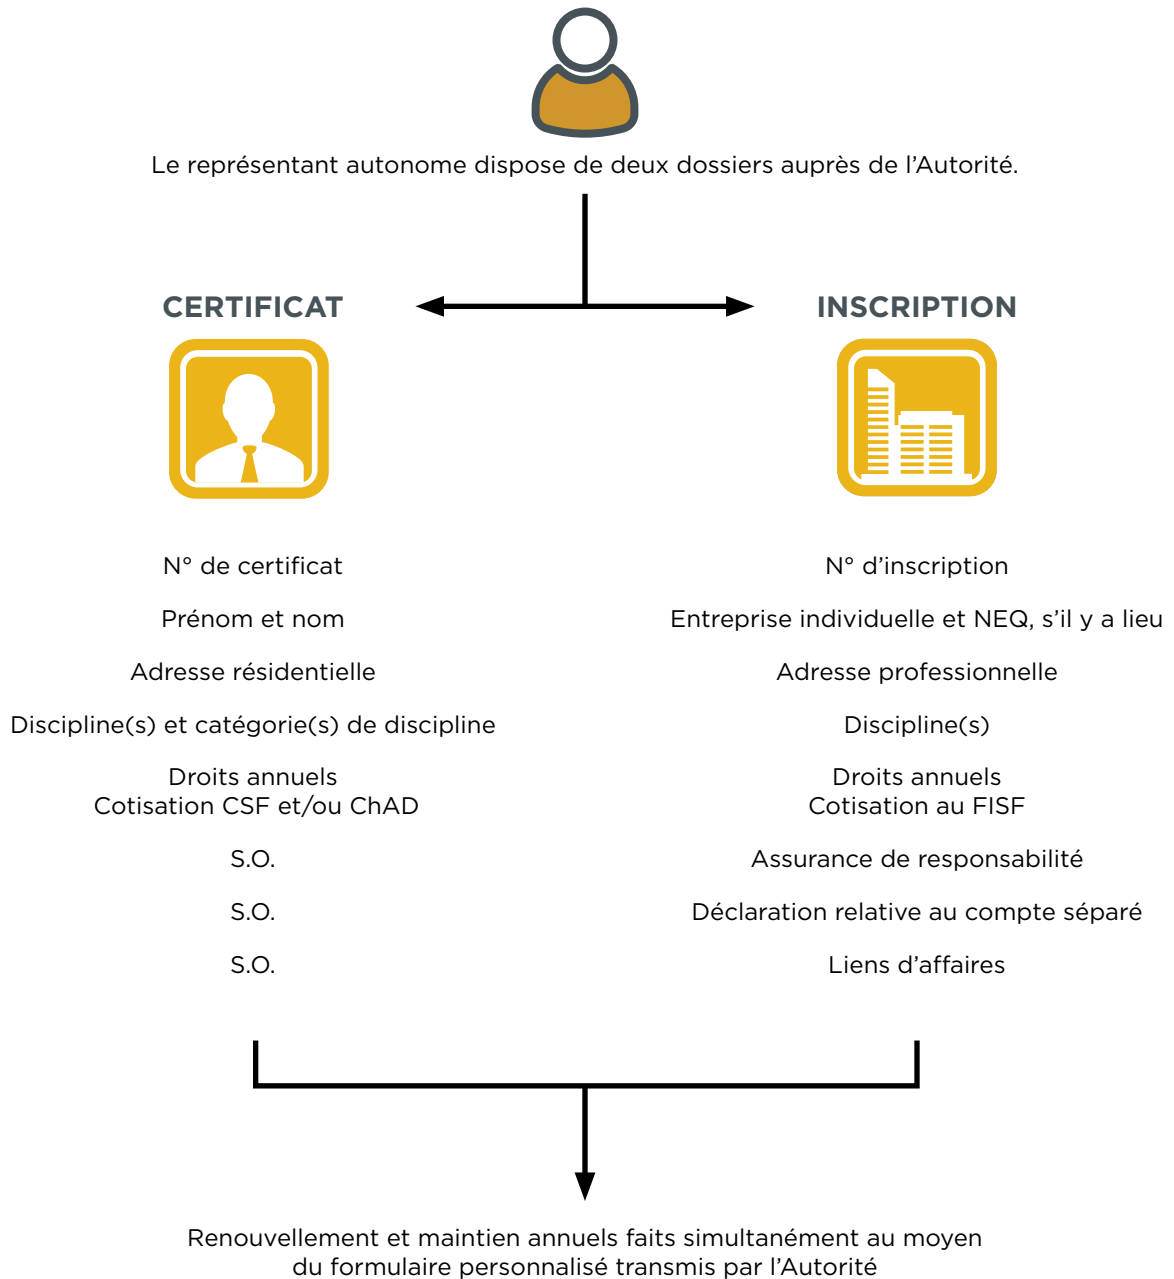 Le représentant autonome dispose de deux dossiers auprès de l’Autorité.
CERTIFICAT
INSCRIPTION
N° de certificat
N° d’inscription
Prénom et nom
Entreprise individuelle et NEQ, s’il y a lieu
Adresse résidentielle
Adresse professionnelle
Discipline(s) et catégorie(s) de discipline
Discipline(s)
Droits annuels
Cotisation CSF et/ou ChAD
Droits annuels
Cotisation au FISF
S.O.
Assurance de responsabilité
S.O.
Déclaration relative au compte séparé
S.O.
Liens d’affaires
Renouvellement et maintien annuels faits simultanément au moyen
du formulaire personnalisé transmis par l’Autorité